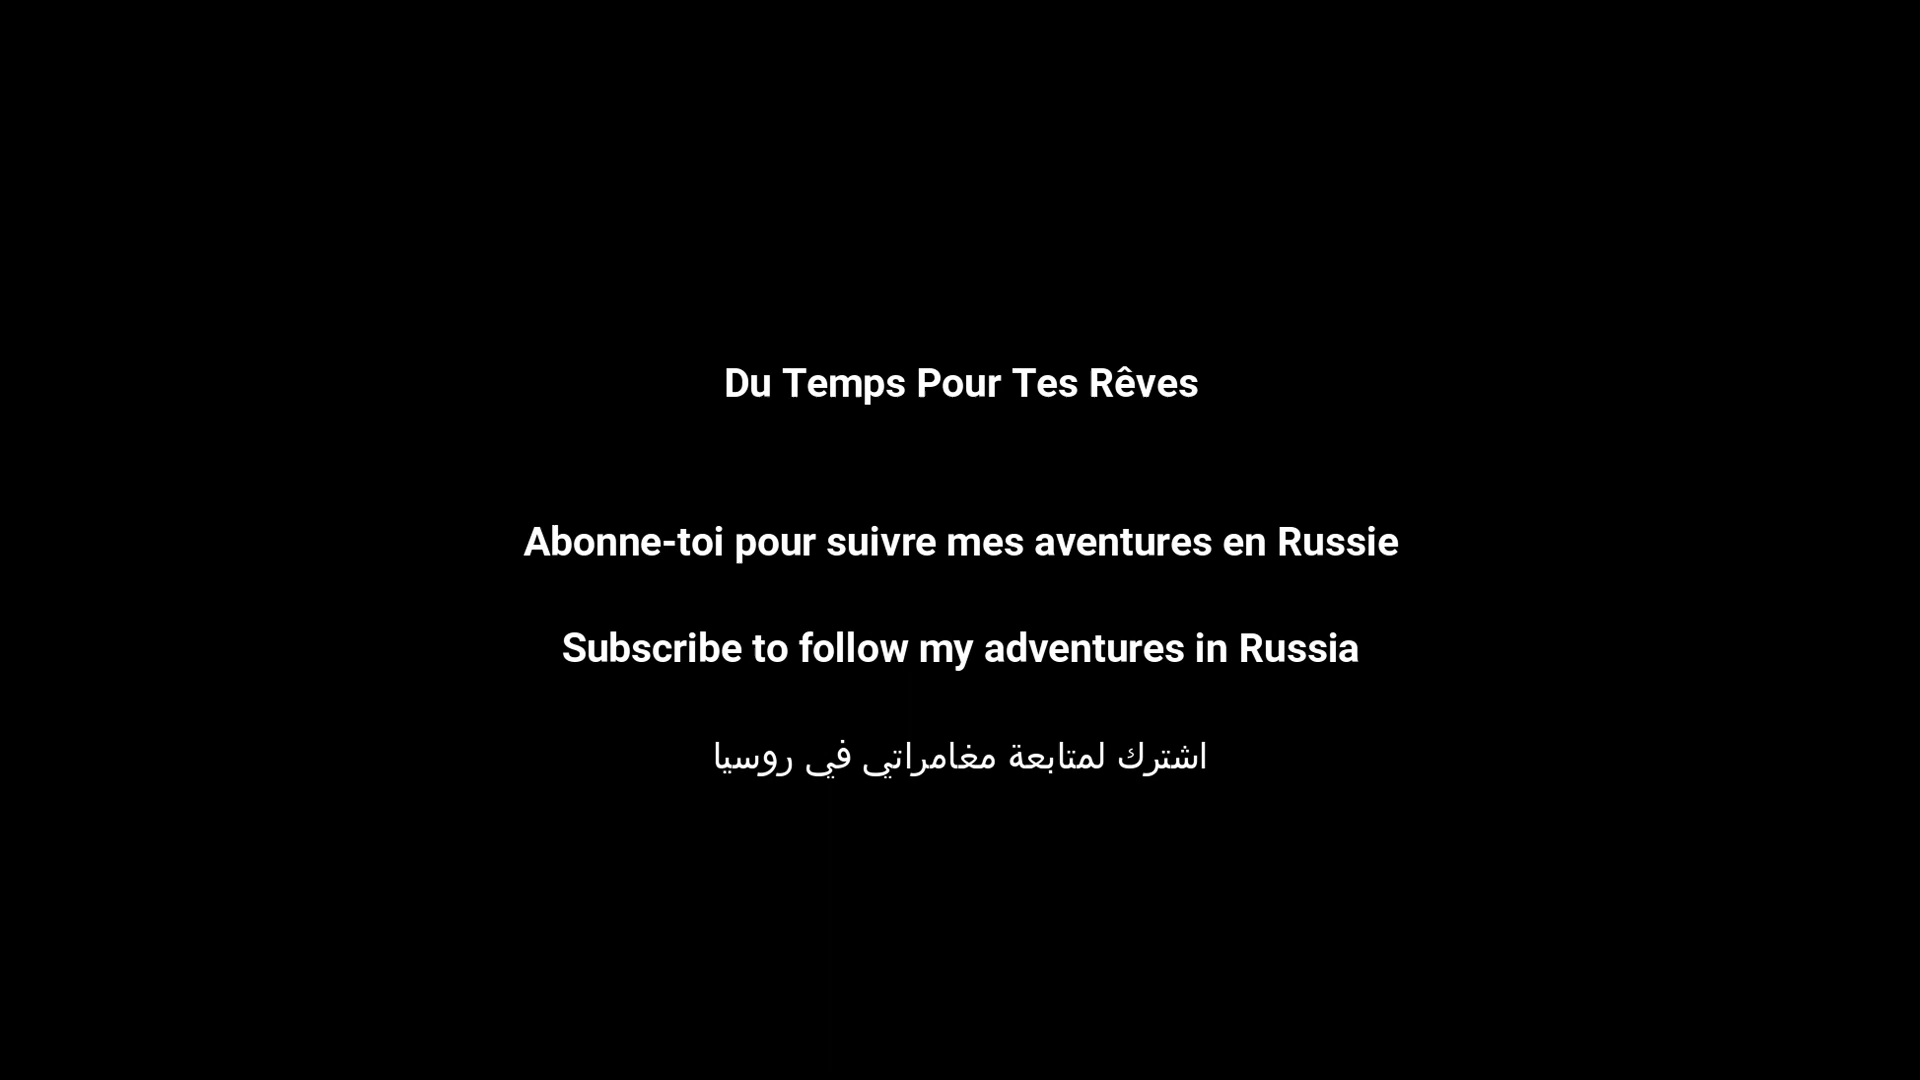 Du Temps Pour Tes Rêves
Abonne-toi pour suivre mes aventures en Russie
Subscribe to follow my adventures in Russia
اشترك لمتابعة مغامراتي في روسيا